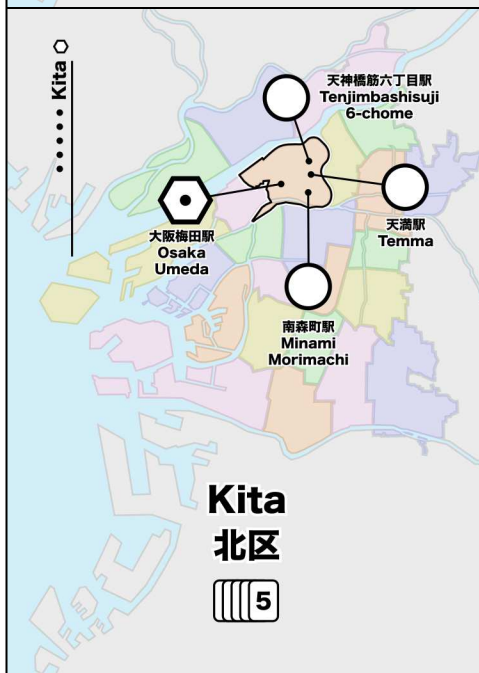 Kita
天神橋筋六丁目駅
Tenjimbashisuji
6-chome
大阪梅田駅
Osaka
Umeda
天満駅
Temma
南森町駅
Minami
Morimachi
Kita
北区
5